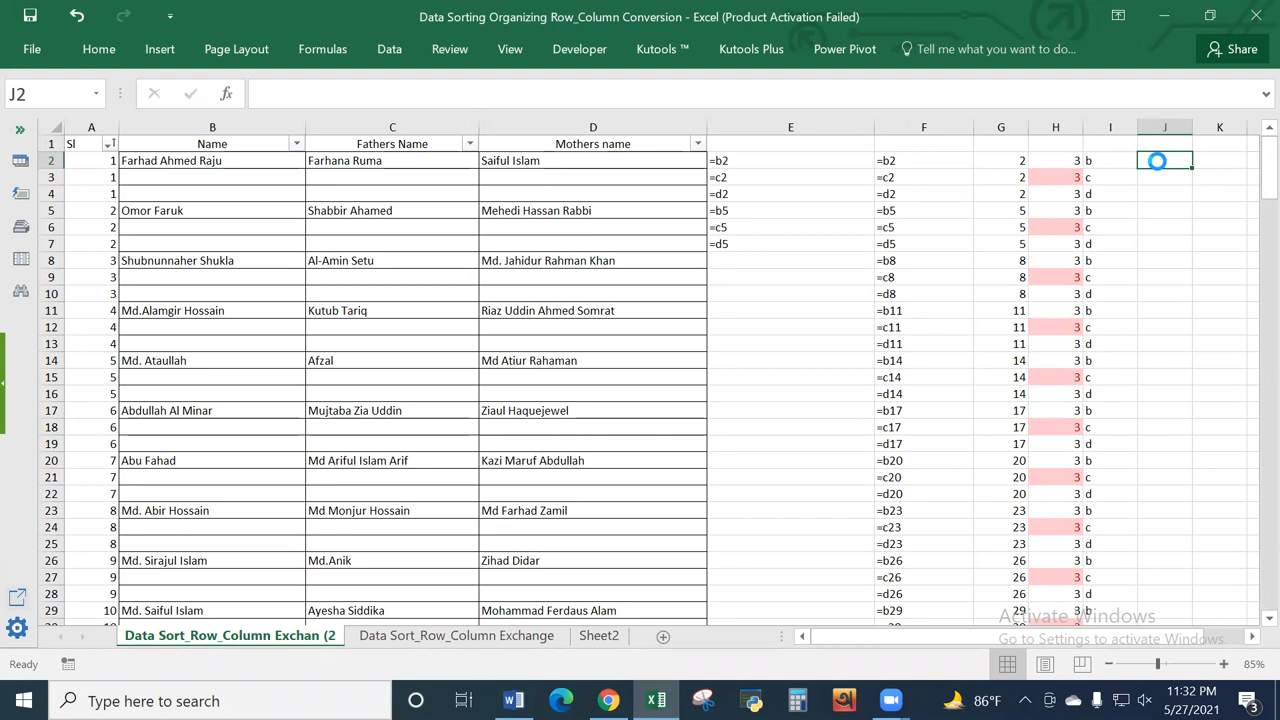 Data Sorting Organizing Row_Column Conversion - Excel (Product Activation Failed)
File Home Insert Page Layout Formulas Data Review View Developer Kutools ™ Kutools Plus Power Pivot Tell me what you want to do... Share
J2 fx
A B C D E F G H I J K
1 Sl Name Fathers Name Mothers name
2 1 Farhad Ahmed Raju Farhana Ruma Saiful Islam =b2 =b2 2 3 b
3 1 =c2 =c2 2 3 c
4 1 =d2 =d2 2 3 d
5 2 Omor Faruk Shabbir Ahamed Mehedi Hassan Rabbi =b5 =b5 5 3 b
6 2 =c5 =c5 5 3 c
7 2 =d5 =d5 5 3 d
8 3 Shubnunnaher Shukla Al-Amin Setu Md. Jahidur Rahman Khan =b8 8 3 b
9 3 =c8 8 3 c
10 3 =d8 8 3 d
11 4 Md.Alamgir Hossain Kutub Tariq Riaz Uddin Ahmed Somrat =b11 11 3 b
12 4 =c11 11 3 c
13 4 =d11 11 3 d
14 5 Md. Ataullah Afzal Md Atiur Rahaman =b14 14 3 b
15 5 =c14 14 3 c
16 5 =d14 14 3 d
17 6 Abdullah Al Minar Mujtaba Zia Uddin Ziaul Haquejewel =b17 17 3 b
18 6 =c17 17 3 c
19 6 =d17 17 3 d
20 7 Abu Fahad Md Ariful Islam Arif Kazi Maruf Abdullah =b20 20 3 b
21 7 =c20 20 3 c
22 7 =d20 20 3 d
23 8 Md. Abir Hossain Md Monjur Hossain Md Farhad Zamil =b23 23 3 b
24 8 =c23 23 3 c
25 8 =d23 23 3 d
26 9 Md. Sirajul Islam Md.Anik Zihad Didar =b26 26 3 b
27 9 =c26 26 3 c
28 9 =d26 26 3 d
29 10 Md. Saiful Islam Ayesha Siddika Mohammad Ferdaus Alam =b29 29 3 b
Activate Windows
Go to Settings to activate Windows.
Data Sort_Row_Column Exchan (2 Data Sort_Row_Column Exchange Sheet2
Ready 85%
Type here to search 86°F 11:32 PM
5/27/2021 3